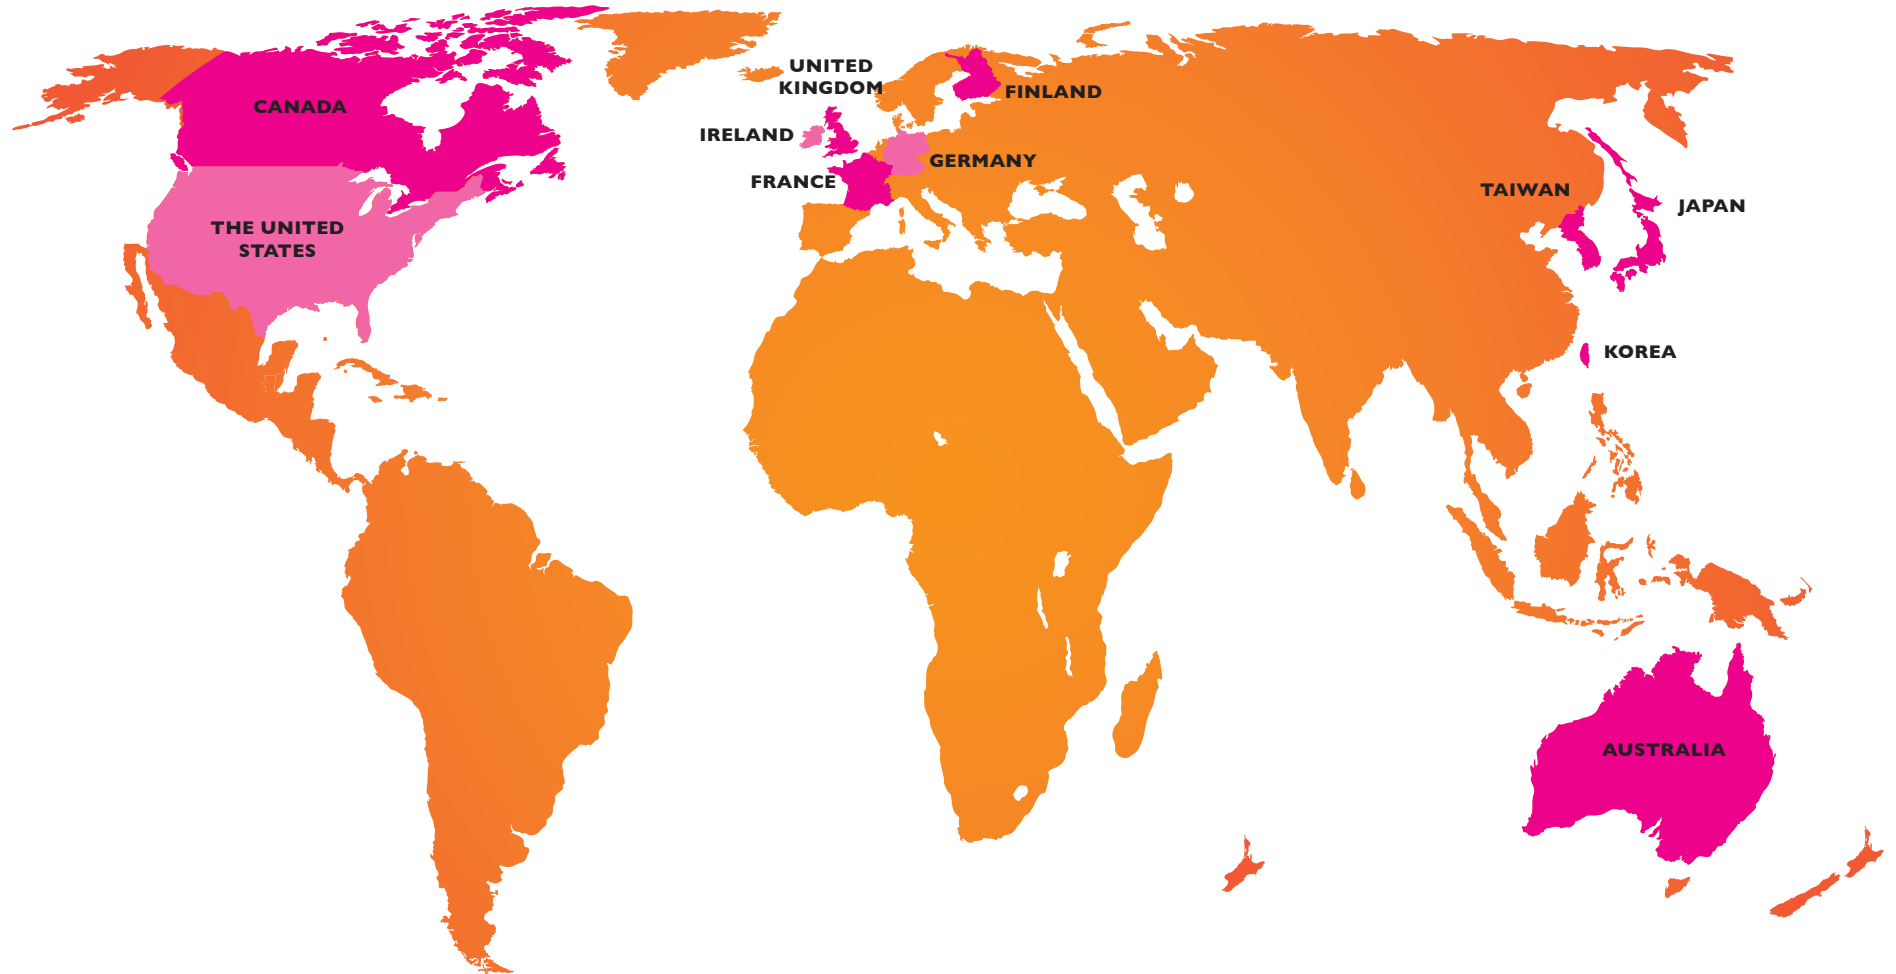 UNITED
KINGDOM
FINLAND
CANADA
IRELAND
GERMANY
FRANCE
TAIWAN
JAPAN
THE UNITED
STATES
KOREA
AUSTRALIA